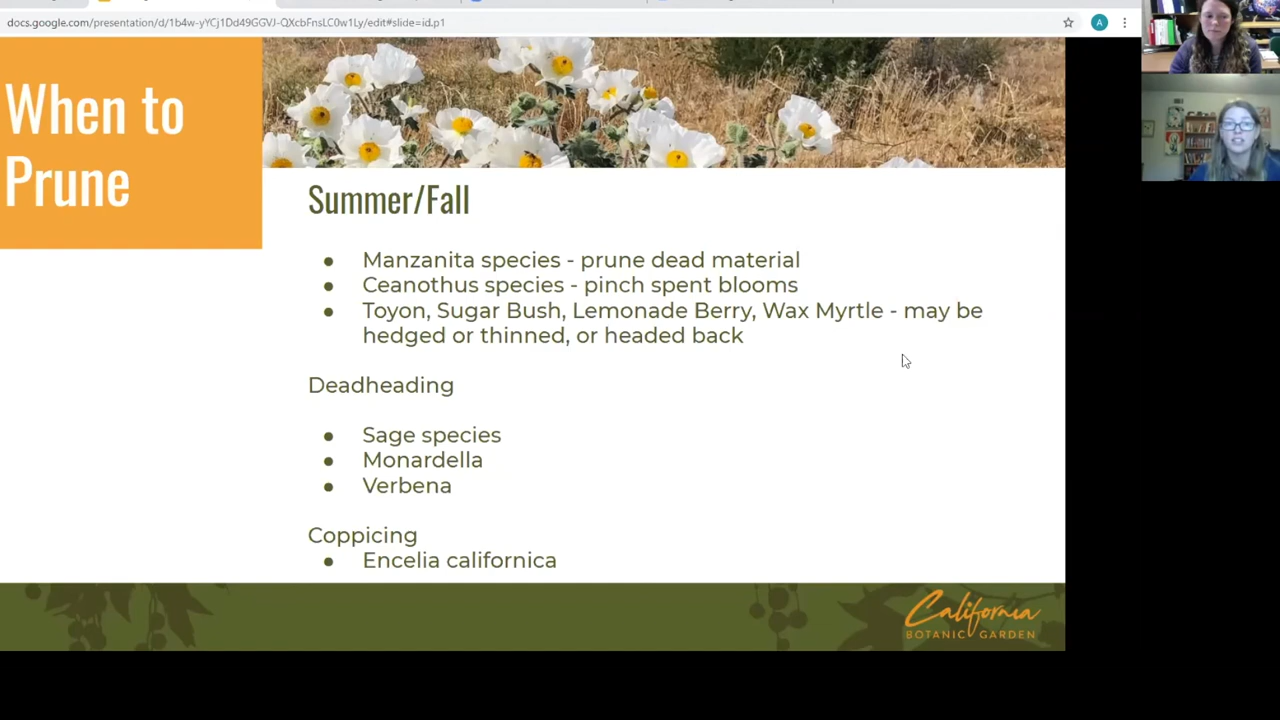 docs.google.com/presentation/d/1b4w-yYCj1Dd49GGVJ-QXcbFnsLC0w1Ly/edit#slide=id.p1
A
When to
Prune
Summer/Fall
● Manzanita species - prune dead material
● Ceanothus species - pinch spent blooms
● Toyon, Sugar Bush, Lemonade Berry, Wax Myrtle - may be
hedged or thinned, or headed back
Deadheading
● Sage species
● Monardella
● Verbena
Coppicing
● Encelia californica
California
BOTANIC GARDEN